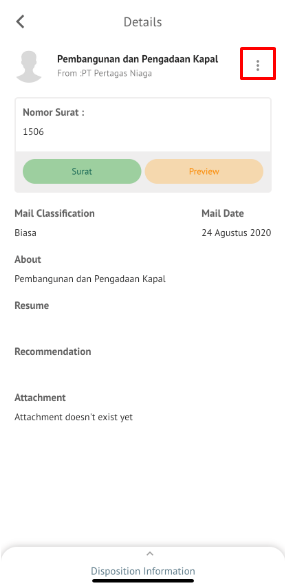 Details
Pembangunan dan Pengadaan Kapal
From :PT Pertagas Niaga
Nomor Surat :
1506
Surat
Preview
Mail Classification
Mail Date
Biasa
24 Agustus 2020
About
Pembangunan dan Pengadaan Kapal
Resume
Recommendation
Attachment
Attachment doesn't exist yet
Disposition Information